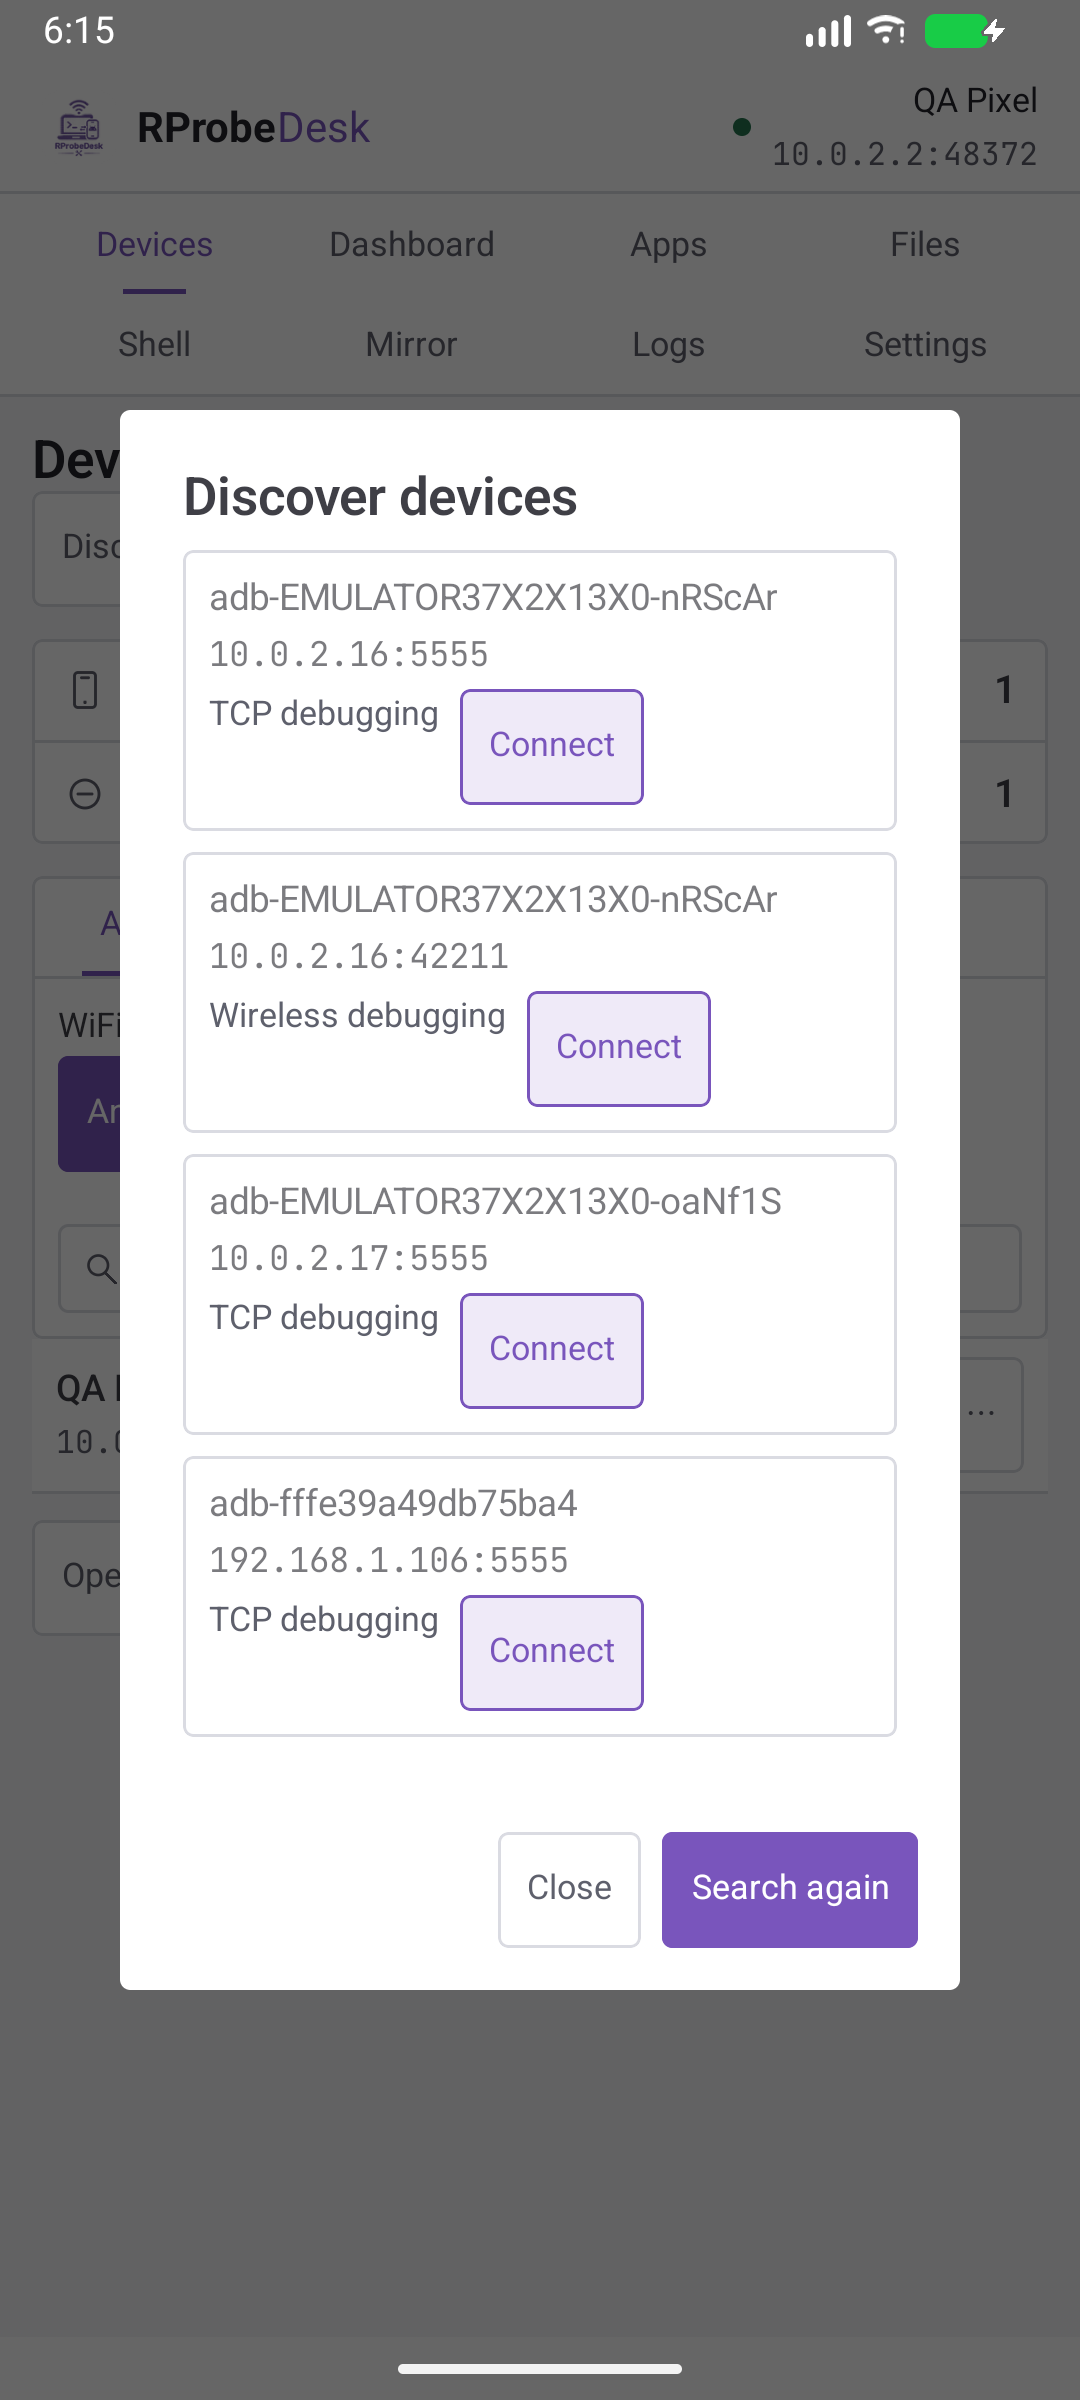 6:15
RProbeDesk
QA Pixel
10.0.2.2:48372
Devices Dashboard Apps Files
Shell Mirror Logs Settings
Dev
Disc
1
1
A
WiFi
Ar
QA
10.0
...
Ope
Discover devices
adb-EMULATOR37X2X13X0-nRScAr
10.0.2.16:5555
TCP debugging
Connect
adb-EMULATOR37X2X13X0-nRScAr
10.0.2.16:42211
Wireless debugging
Connect
adb-EMULATOR37X2X13X0-oaNf1S
10.0.2.17:5555
TCP debugging
Connect
adb-fffe39a49db75ba4
192.168.1.106:5555
TCP debugging
Connect
Close
Search again